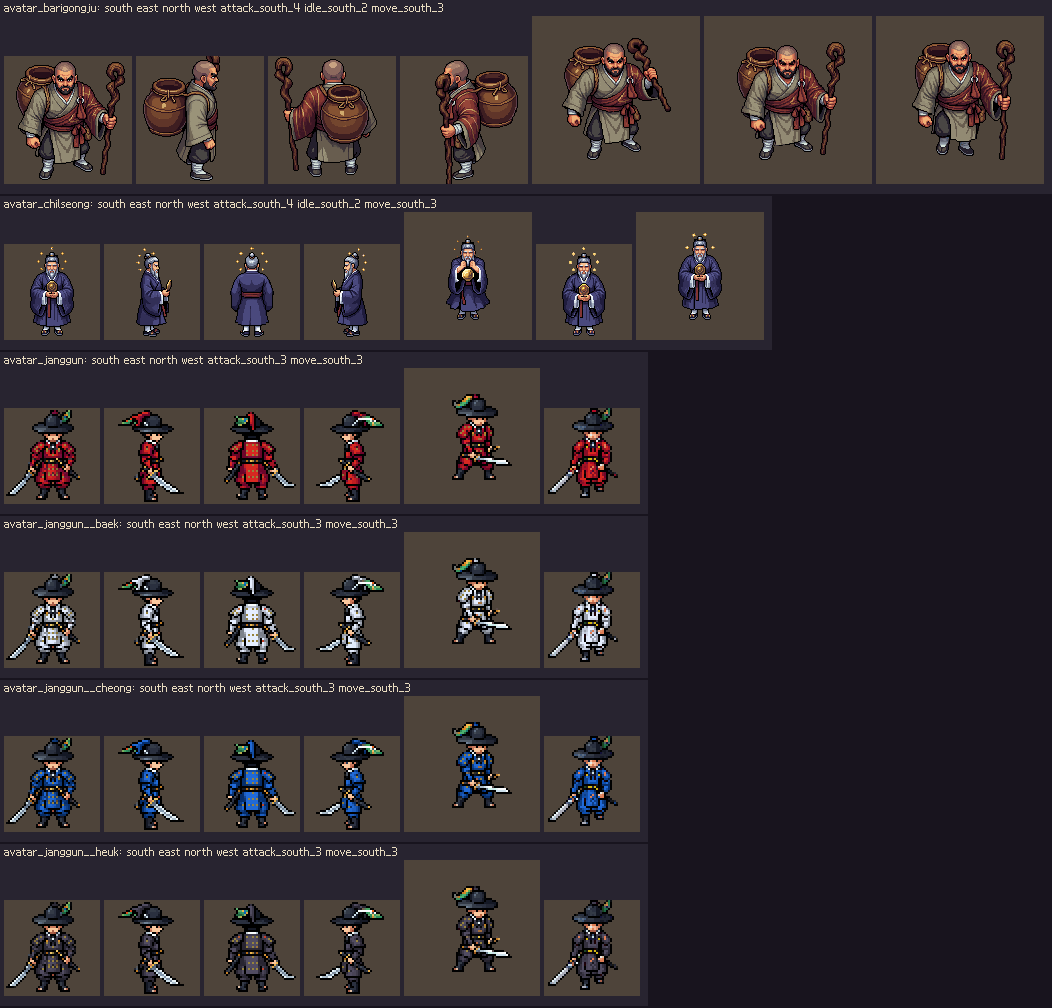 avatar_barigongju: south east north west attack_south_4 idle_south_2 move_south_3
avatar_chilseong: south east north west attack_south_4 idle_south_2 move_south_3
avatar_janggun: south east north west attack_south_3 move_south_3
avatar_janggun__baek: south east north west attack_south_3 move_south_3
avatar_janggun__cheong: south east north west attack_south_3 move_south_3
avatar_janggun__heuk: south east north west attack_south_3 move_south_3